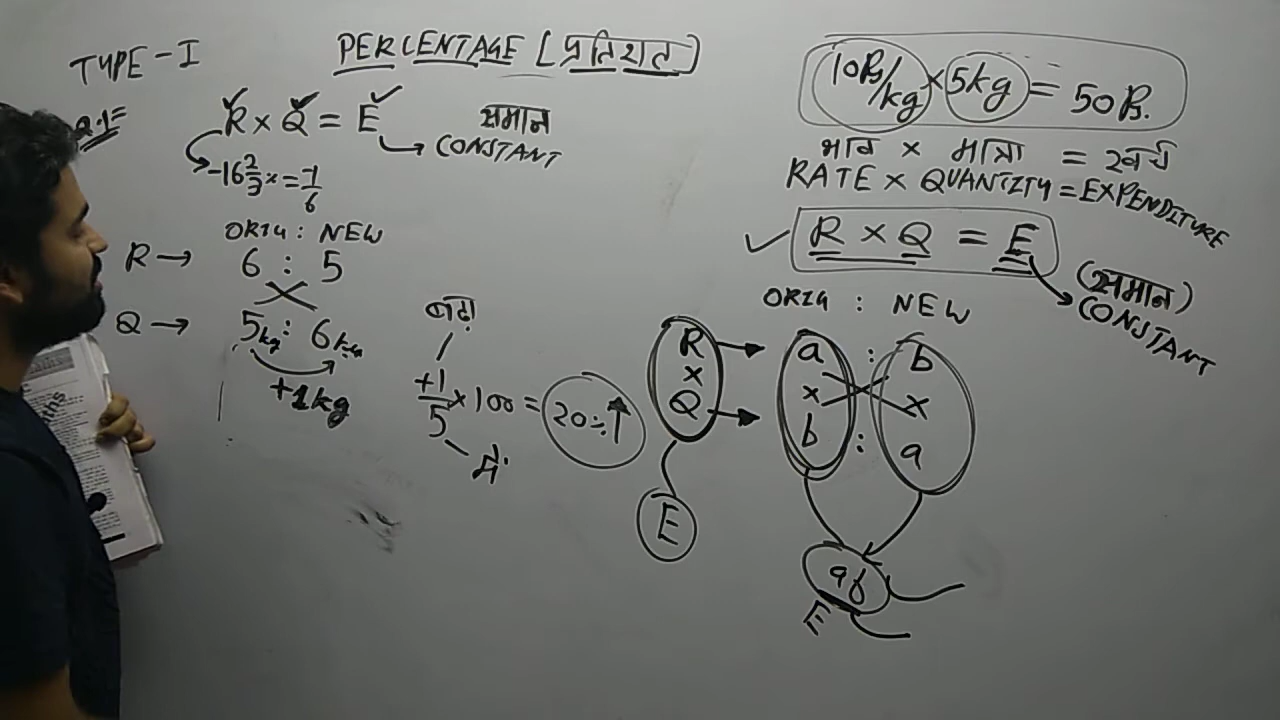 TYPE-I
PERCENTAGE (प्रतिशत)
Q.1=
R × Q = E
समान
CONSTANT
-16 2/3 % = -1/6
ORIG : NEW
R → 6 : 5
Q → 5kg : 6kg
+1kg
बढ़ा
+1/5 × 100 = 20% ↑
में
10Rs/kg × 5kg = 50Rs.
भाव × मात्रा = खर्च
RATE × QUANTITY = EXPENDITURE
✓ R × Q = E
(समान)
CONSTANT
ORIG : NEW
R → a : b
× × ×
Q → b : a
E
ab
E